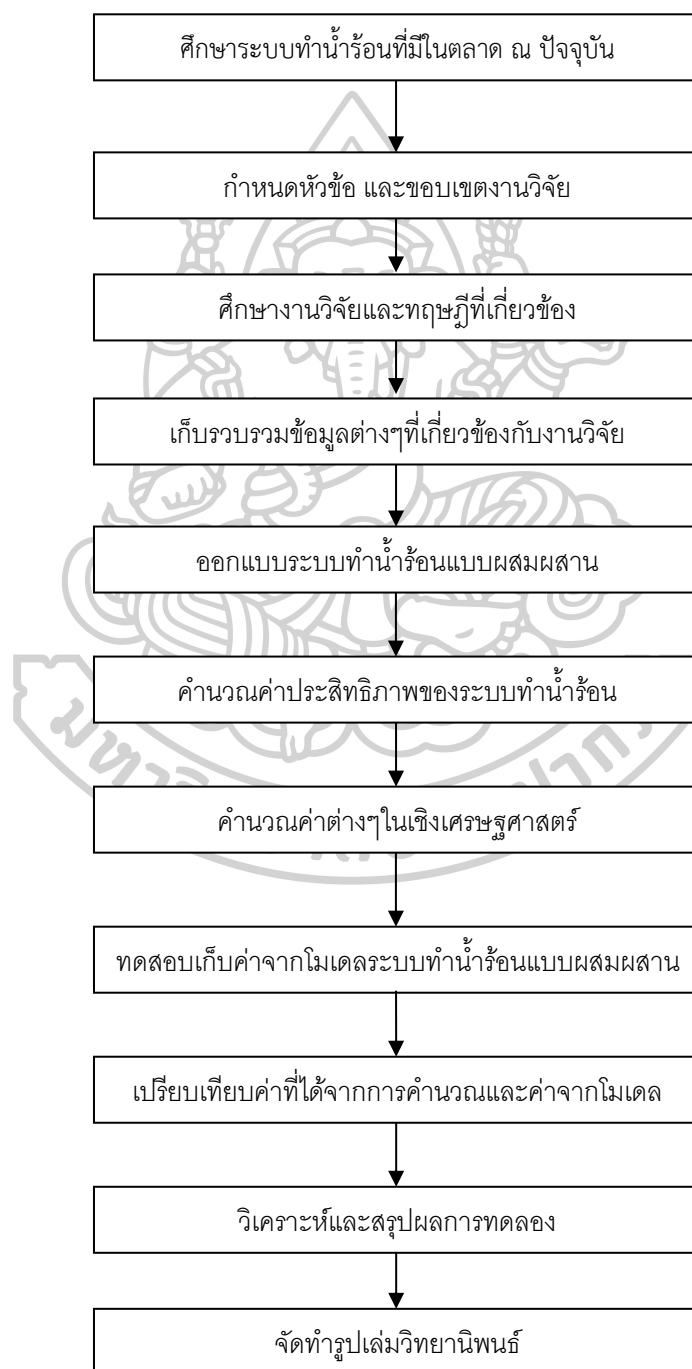 ศึกษาระบบทำน้ำร้อนที่มีในตลาด ณ ปัจจุบัน
กำหนดหัวข้อ และขอบเขตงานวิจัย
ศึกษางานวิจัยและทฤษฎีที่เกี่ยวข้อง
เก็บรวบรวมข้อมูลต่างๆที่เกี่ยวข้องกับงานวิจัย
ออกแบบระบบทำน้ำร้อนแบบผสมผสาน
คำนวณค่าประสิทธิภาพของระบบทำน้ำร้อน
คำนวณค่าต่างๆในเชิงเศรษฐศาสตร์
ทดสอบเก็บค่าจากโมเดลระบบทำน้ำร้อนแบบผสมผสาน
เปรียบเทียบค่าที่ได้จากการคำนวณและค่าจากโมเดล
วิเคราะห์และสรุปผลการทดลอง
จัดทำรูปเล่มวิทยานิพนธ์